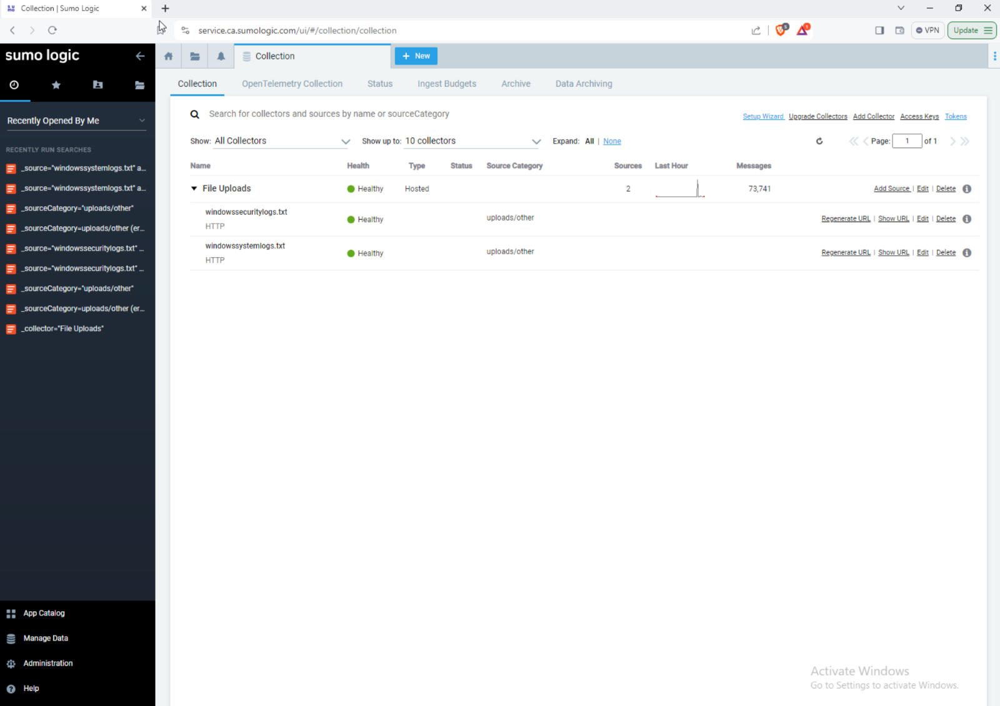 Collection | Sumo Logic
service.ca.sumologic.com/ui/#/collection/collection
VPN
Update
sumo logic
Collection
+ New
Collection
OpenTelemetry Collection
Status
Ingest Budgets
Archive
Data Archiving
Recently Opened By Me
Search for collectors and sources by name or sourceCategory
Setup Wizard Upgrade Collectors Add Collector Access Keys Tokens
Show: All Collectors
Show up to: 10 collectors
Expand: All | None
Page: 1 of 1
RECENTLY RUN SEARCHES
_source="windowssystemlogs.txt" a...
_source="windowssystemlogs.txt" a...
_sourceCategory="uploads/other"
_sourceCategory=uploads/other (er...
_source="windowssecuritylogs.txt" ...
_source="windowssecuritylogs.txt" ...
_sourceCategory="uploads/other"
_sourceCategory=uploads/other (er...
_collector="File Uploads"
Name Health Type Status Source Category Sources Last Hour Messages
File Uploads Healthy Hosted 2 73,741 Add Source | Edit | Delete
windowssecuritylogs.txt
HTTP
Healthy
uploads/other
Regenerate URL | Show URL | Edit | Delete
windowssystemlogs.txt
HTTP
Healthy
uploads/other
Regenerate URL | Show URL | Edit | Delete
App Catalog
Manage Data
Administration
Help
Activate Windows
Go to Settings to activate Windows.